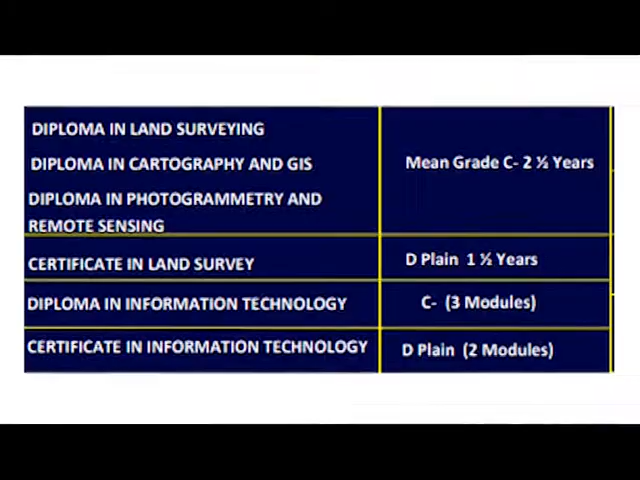 DIPLOMA IN LAND SURVEYING
DIPLOMA IN CARTOGRAPHY AND GIS
DIPLOMA IN PHOTOGRAMMETRY AND
REMOTE SENSING
Mean Grade C- 2 ½ Years
CERTIFICATE IN LAND SURVEY
D Plain 1 ½ Years
DIPLOMA IN INFORMATION TECHNOLOGY
C- (3 Modules)
CERTIFICATE IN INFORMATION TECHNOLOGY
D Plain (2 Modules)